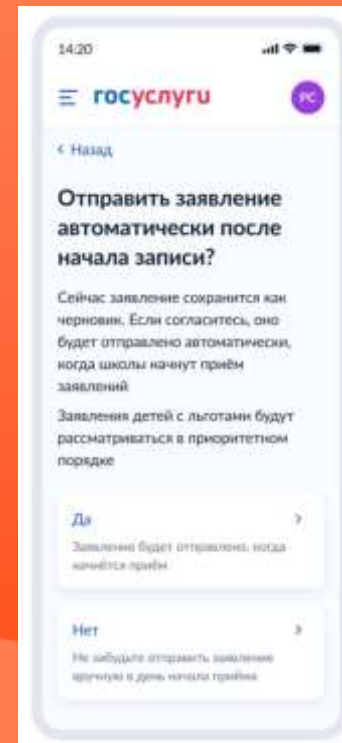 14:20
госуслуги
РС
< Назад
Отправить заявление
автоматически после
начала записи?
Сейчас заявление сохранится как
черновик. Если согласитесь, оно
будет отправлено автоматически,
когда школы начнут приём
заявлений
Заявления детей с льготами будут
рассматриваться в приоритетном
порядке
Да
Заявление будет отправлено, когда
начнётся приём
Нет
Не забудьте отправить заявление
вручную в день начала приёма